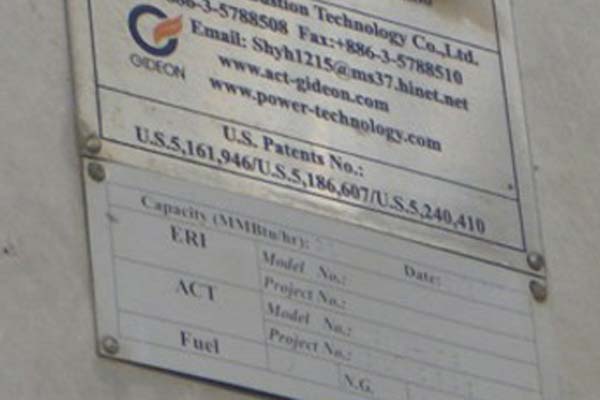 Technology Co.,Ltd.
86-3-5788508 Fax:+886-3-5788510
Email: Shyh1215@ms37.hinet.net
GIDEON
www.act-gideon.com
www.power-technology.com
U.S. Patents No.:
U.S.5,161,946/U.S.5,186,607/U.S.5,240,410
Capacity (MMBtu/hr): Date:
ERI Model No.:
Project No.:
ACT Model No.:
Project No.:
Fuel N.G.